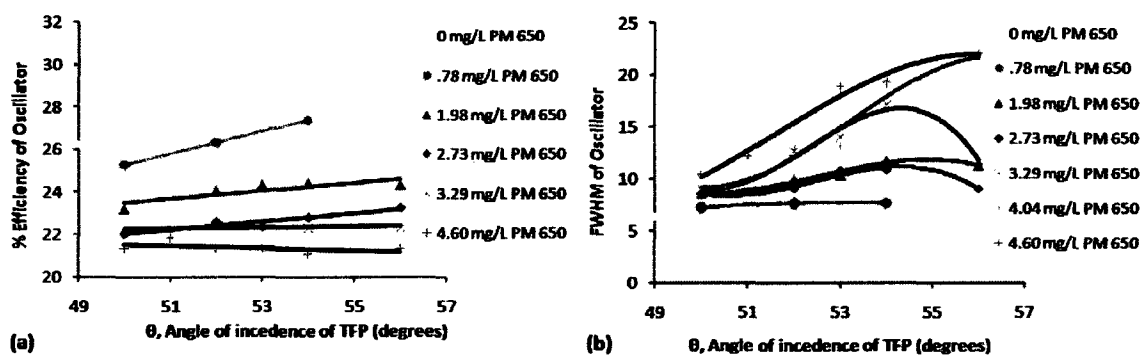 % Efficiency of Oscillator
32
30
28
26
24
22
20
49
51
53
55
57
θ, Angle of incedence of TFP (degrees)
0 mg/L PM 650
.78 mg/L PM 650
1.98 mg/L PM 650
2.73 mg/L PM 650
3.29 mg/L PM 650
4.04 mg/L PM 650
4.60 mg/L PM 650
(a)
FWHM of Oscillator
25
20
15
10
5
0
49
51
53
55
57
θ, Angle of incedence of TFP (degrees)
0 mg/L PM 650
.78 mg/L PM 650
1.98 mg/L PM 650
2.73 mg/L PM 650
3.29 mg/L PM 650
4.04 mg/L PM 650
4.60 mg/L PM 650
(b)